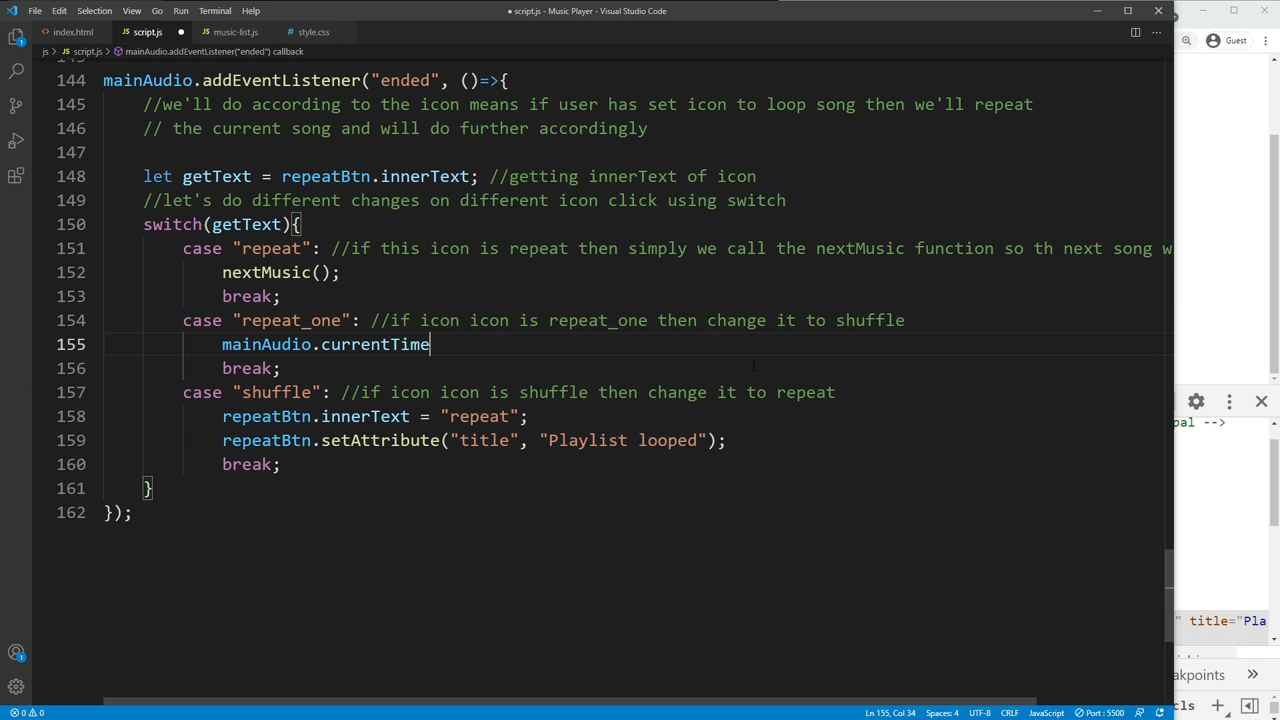 File Edit Selection View Go Run Terminal Help
● script.js - Music Player - Visual Studio Code
index.html
script.js
music-list.js
style.css
Guest
js > script.js > mainAudio.addEventListener("ended") callback
144 mainAudio.addEventListener("ended", ()=>{
145 //we'll do according to the icon means if user has set icon to loop song then we'll repeat
146 // the current song and will do further accordingly
147
148 let getText = repeatBtn.innerText; //getting innerText of icon
149 //let's do different changes on different icon click using switch
150 switch(getText){
151 case "repeat": //if this icon is repeat then simply we call the nextMusic function so th next song w
152 nextMusic();
153 break;
154 case "repeat_one": //if icon icon is repeat_one then change it to shuffle
155 mainAudio.currentTime
156 break;
157 case "shuffle": //if icon icon is shuffle then change it to repeat
158 repeatBtn.innerText = "repeat";
159 repeatBtn.setAttribute("title", "Playlist looped");
160 break;
161 }
162 });
pal -->
" title="Pla
akpoints
cls
1
1
0 0
Ln 155, Col 34 Spaces: 4 UTF-8 CRLF JavaScript Port : 5500